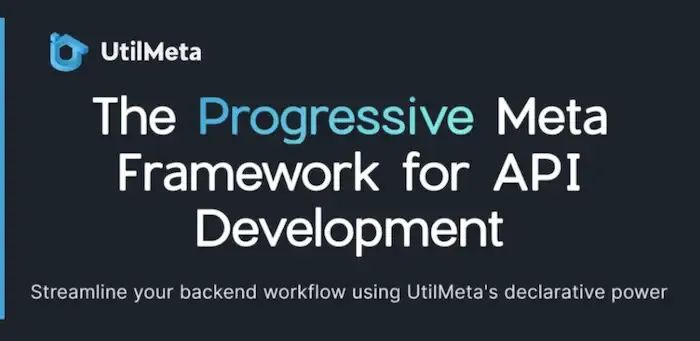 UtilMeta
The Progressive Meta
Framework for API
Development
Streamline your backend workflow using UtilMeta's declarative power